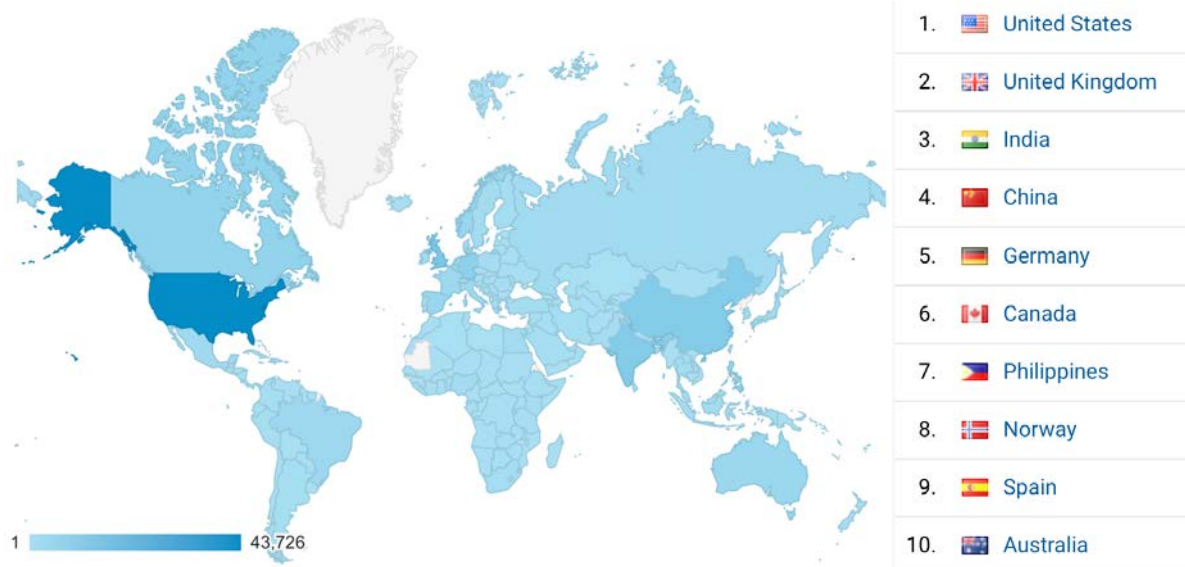 1. United States
2. United Kingdom
3. India
4. China
5. Germany
6. Canada
7. Philippines
8. Norway
9. Spain
10. Australia
1 43,726